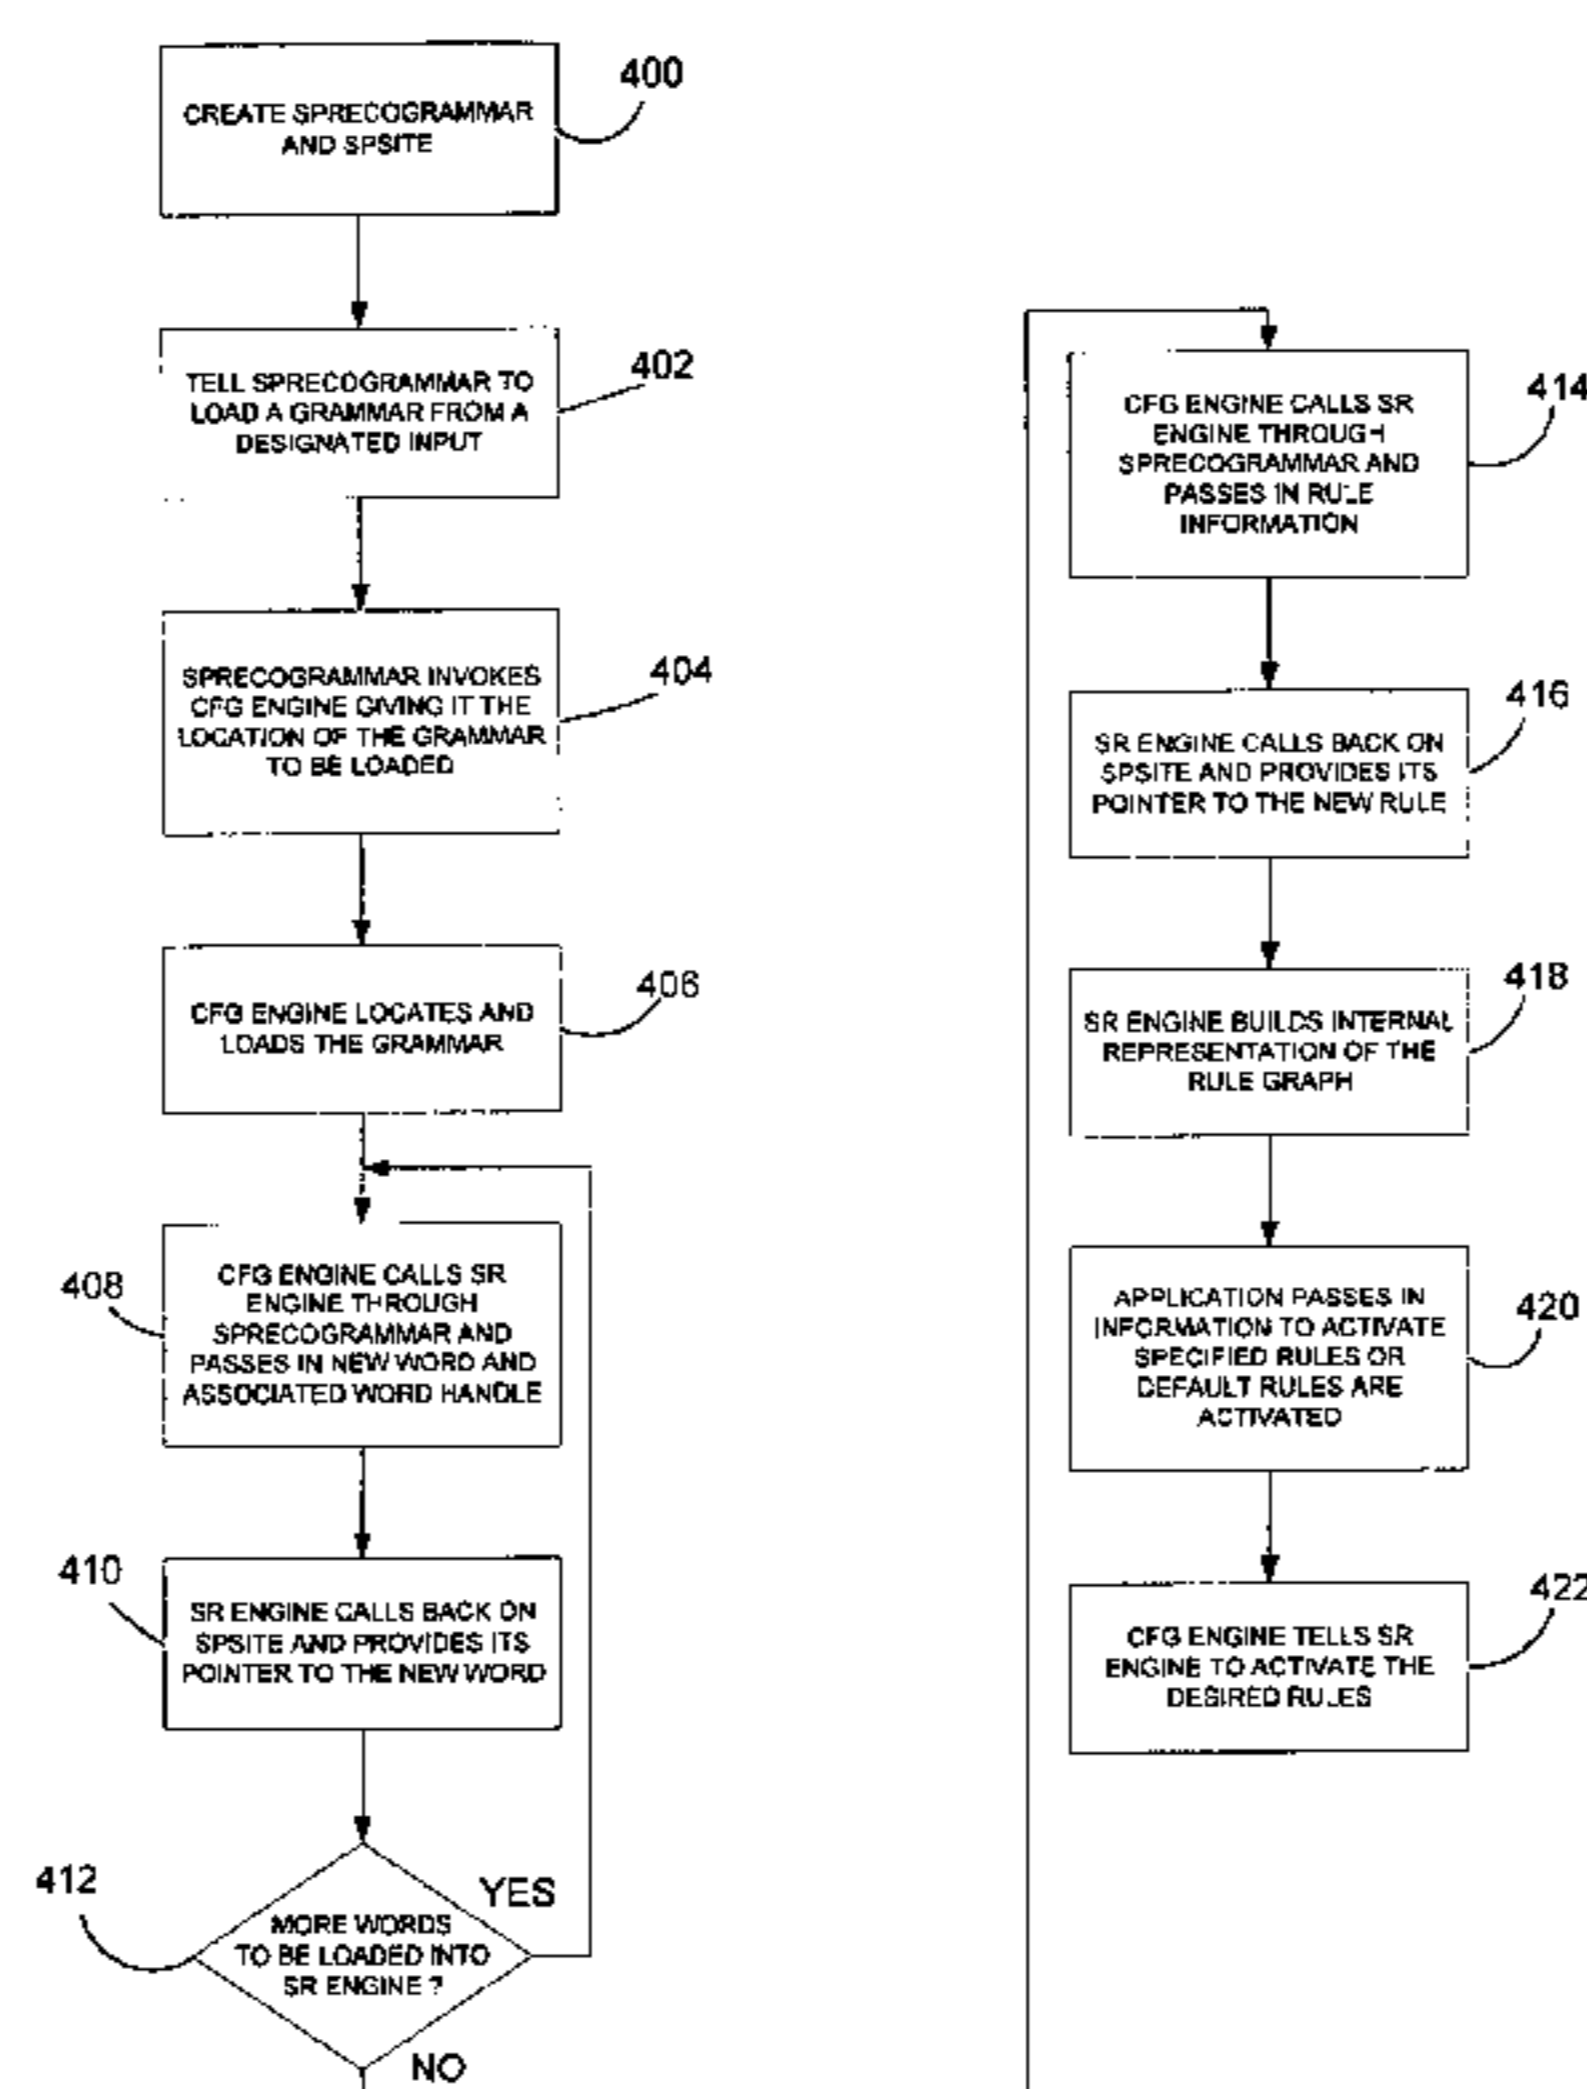 400
CREATE SPRECOGRAMMAR
AND SPSITE
402
TELL SPRECOGRAMMAR TO
LOAD A GRAMMAR FROM A
DESIGNATED INPUT
404
SPRECOGRAMMAR INVOKES
CFG ENGINE GIVING IT THE
LOCATION OF THE GRAMMAR
TO BE LOADED
406
CFG ENGINE LOCATES AND
LOADS THE GRAMMAR
408
CFG ENGINE CALLS SR
ENGINE THROUGH
SPRECOGRAMMAR AND
PASSES IN NEW WORD AND
ASSOCIATED WORD HANDLE
410
SR ENGINE CALLS BACK ON
SPSITE AND PROVIDES ITS
POINTER TO THE NEW WORD
412
YES
MORE WORDS
TO BE LOADED INTO
SR ENGINE ?
NO
414
CFG ENGINE CALLS SR
ENGINE THROUGH
SPRECOGRAMMAR AND
PASSES IN RULE
INFORMATION
416
SR ENGINE CALLS BACK ON
SPSITE AND PROVIDES ITS
POINTER TO THE NEW RULE
418
SR ENGINE BUILDS INTERNAL
REPRESENTATION OF THE
RULE GRAPH
420
APPLICATION PASSES IN
INFORMATION TO ACTIVATE
SPECIFIED RULES OR
DEFAULT RULES ARE
ACTIVATED
422
CFG ENGINE TELLS SR
ENGINE TO ACTIVATE THE
DESIRED RULES